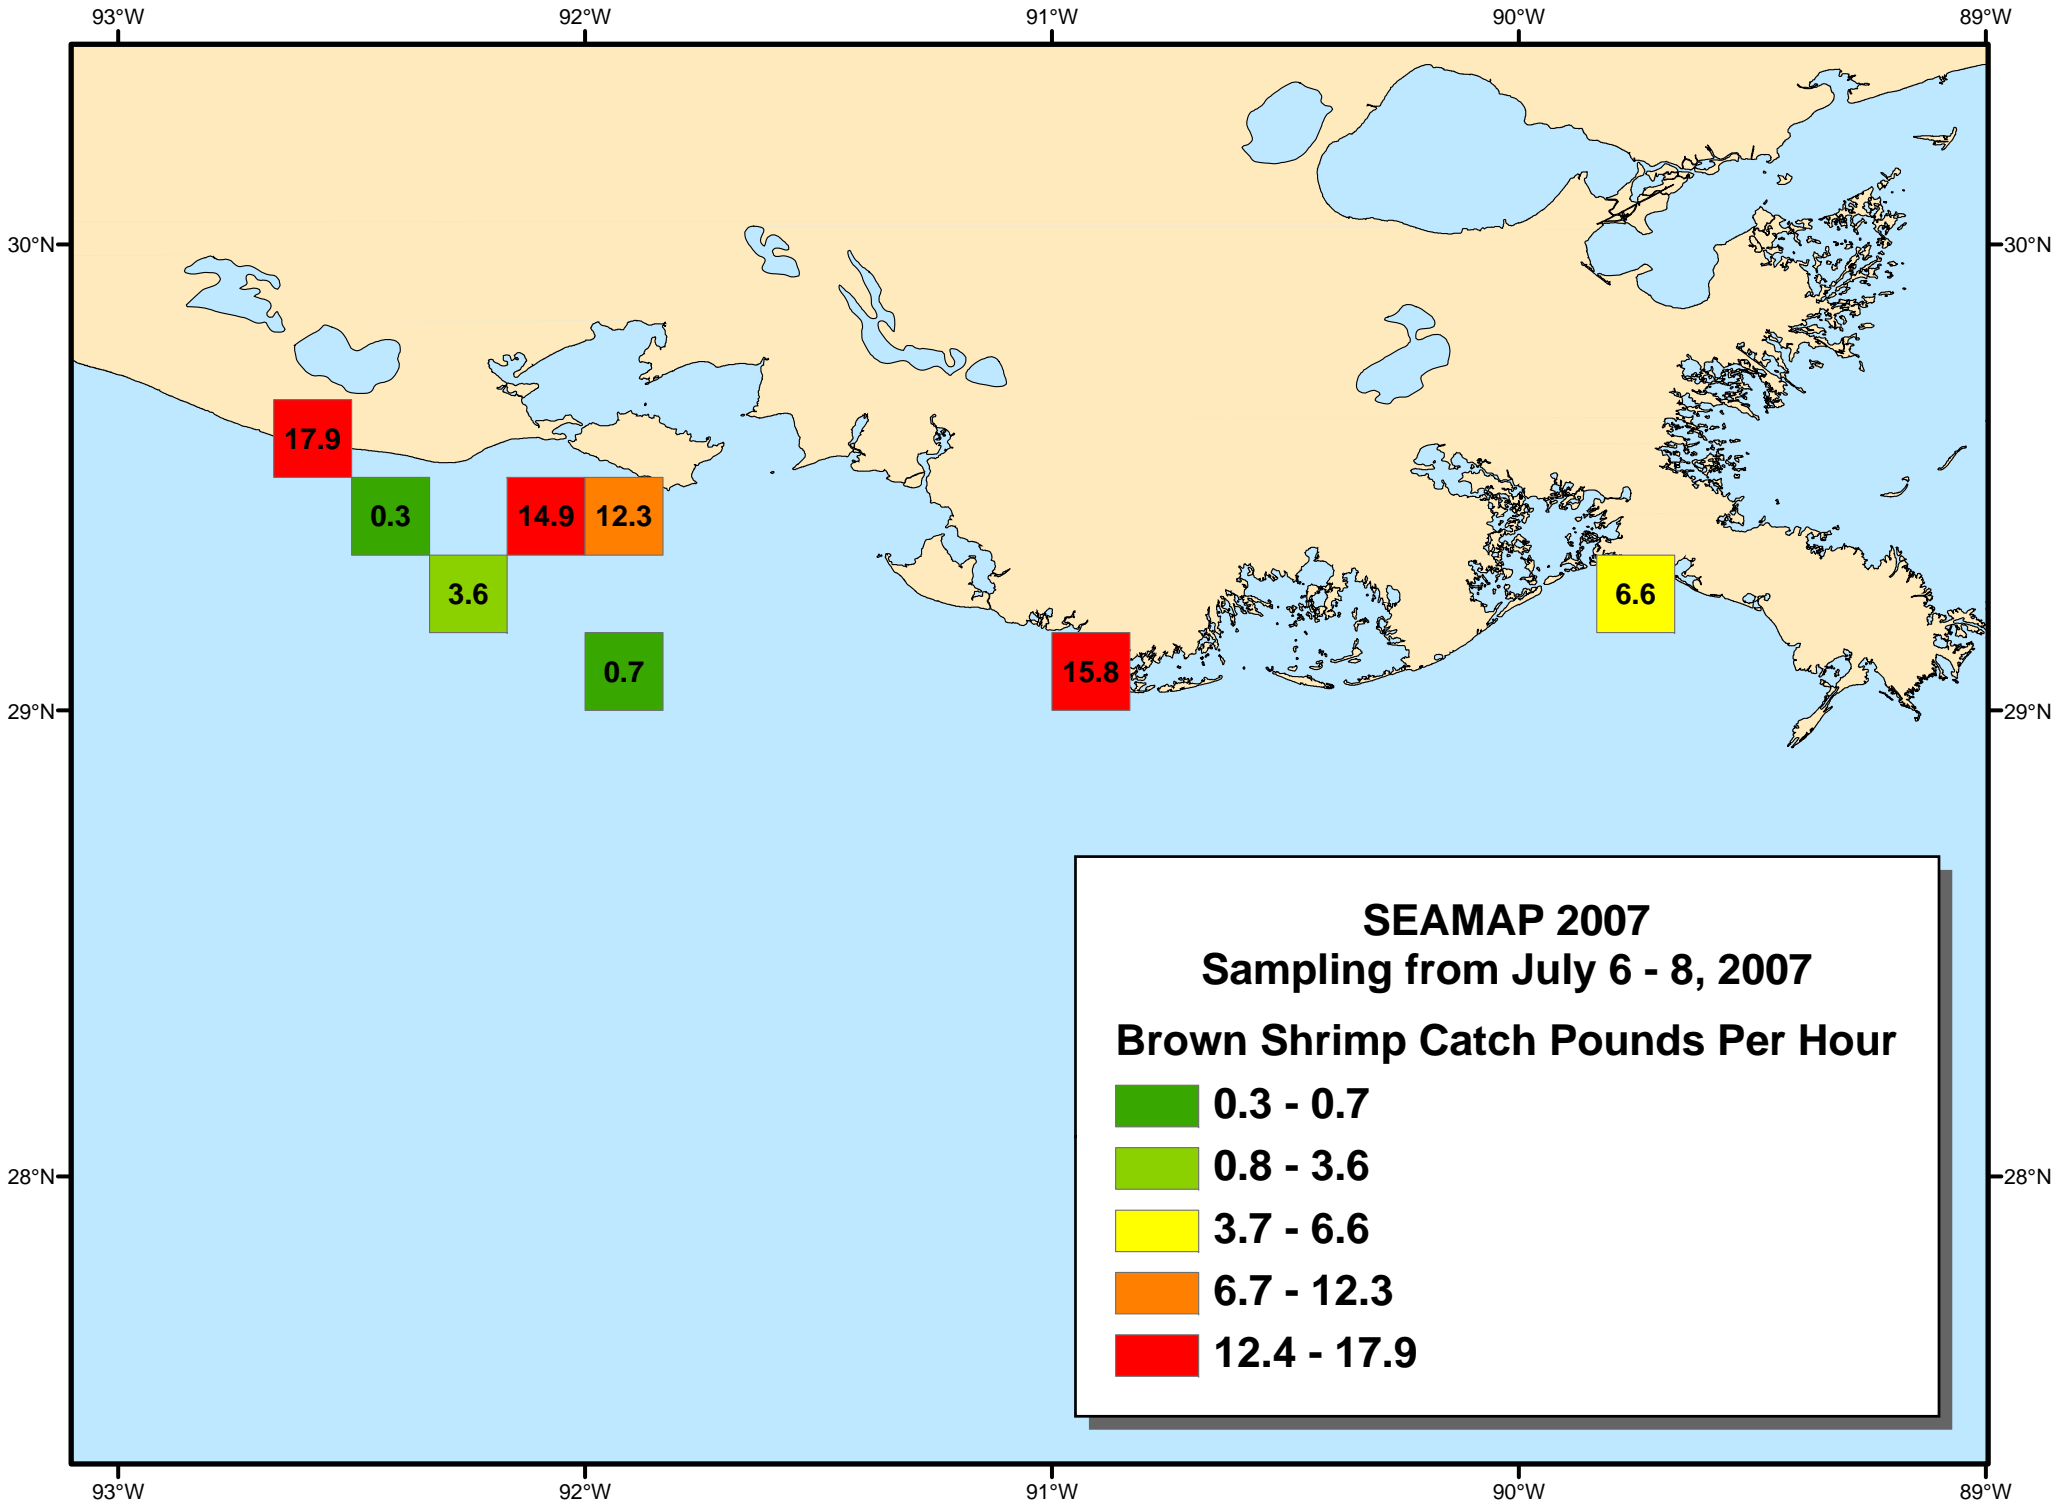 93°W 92°W 91°W 90°W 89°W
30°N 30°N
17.9
0.3 14.9 12.3
3.6 6.6
0.7 15.8
29°N 29°N
SEAMAP 2007
Sampling from July 6 - 8, 2007
Brown Shrimp Catch Pounds Per Hour
0.3 - 0.7
0.8 - 3.6
28°N 28°N
3.7 - 6.6
6.7 - 12.3
12.4 - 17.9
93°W 92°W 91°W 90°W 89°W